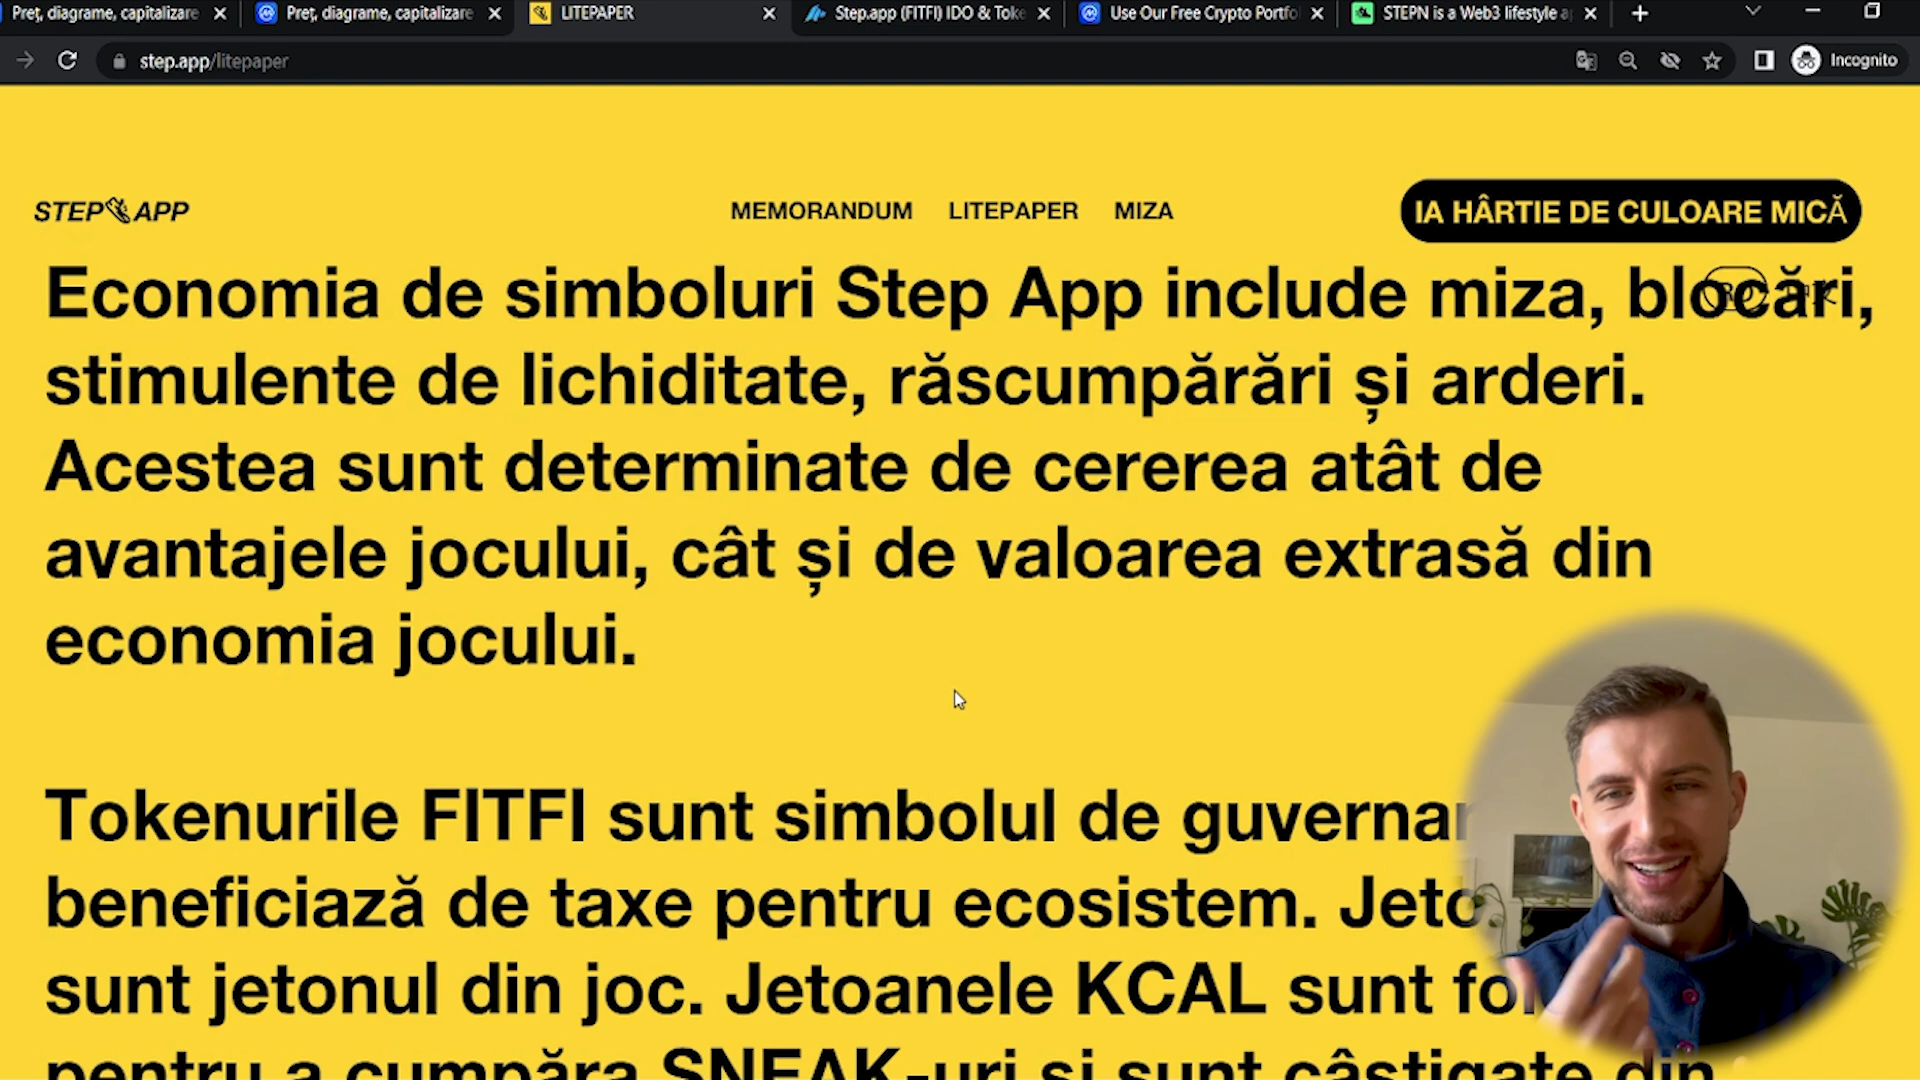 Preț, diagrame, capitalizare
Preț, diagrame, capitalizare
LITEPAPER
Step.app (FITFI) IDO & Toke
Use Our Free Crypto Portfo
STEPN is a Web3 lifestyle a
step.app/litepaper
Incognito
STEP APP
MEMORANDUM
LITEPAPER
MIZA
IA HÂRTIE DE CULOARE MICĂ
Economia de simboluri Step App include miza, blocări,
stimulente de lichiditate, răscumpărări și arderi.
Acestea sunt determinate de cererea atât de
avantajele jocului, cât și de valoarea extrasă din
economia jocului.
Tokenurile FITFI sunt simbolul de guvernar
beneficiază de taxe pentru ecosistem. Jeto
sunt jetonul din joc. Jetoanele KCAL sunt fo
pentru a cumpăra SNEAK-uri și sunt câștigate din